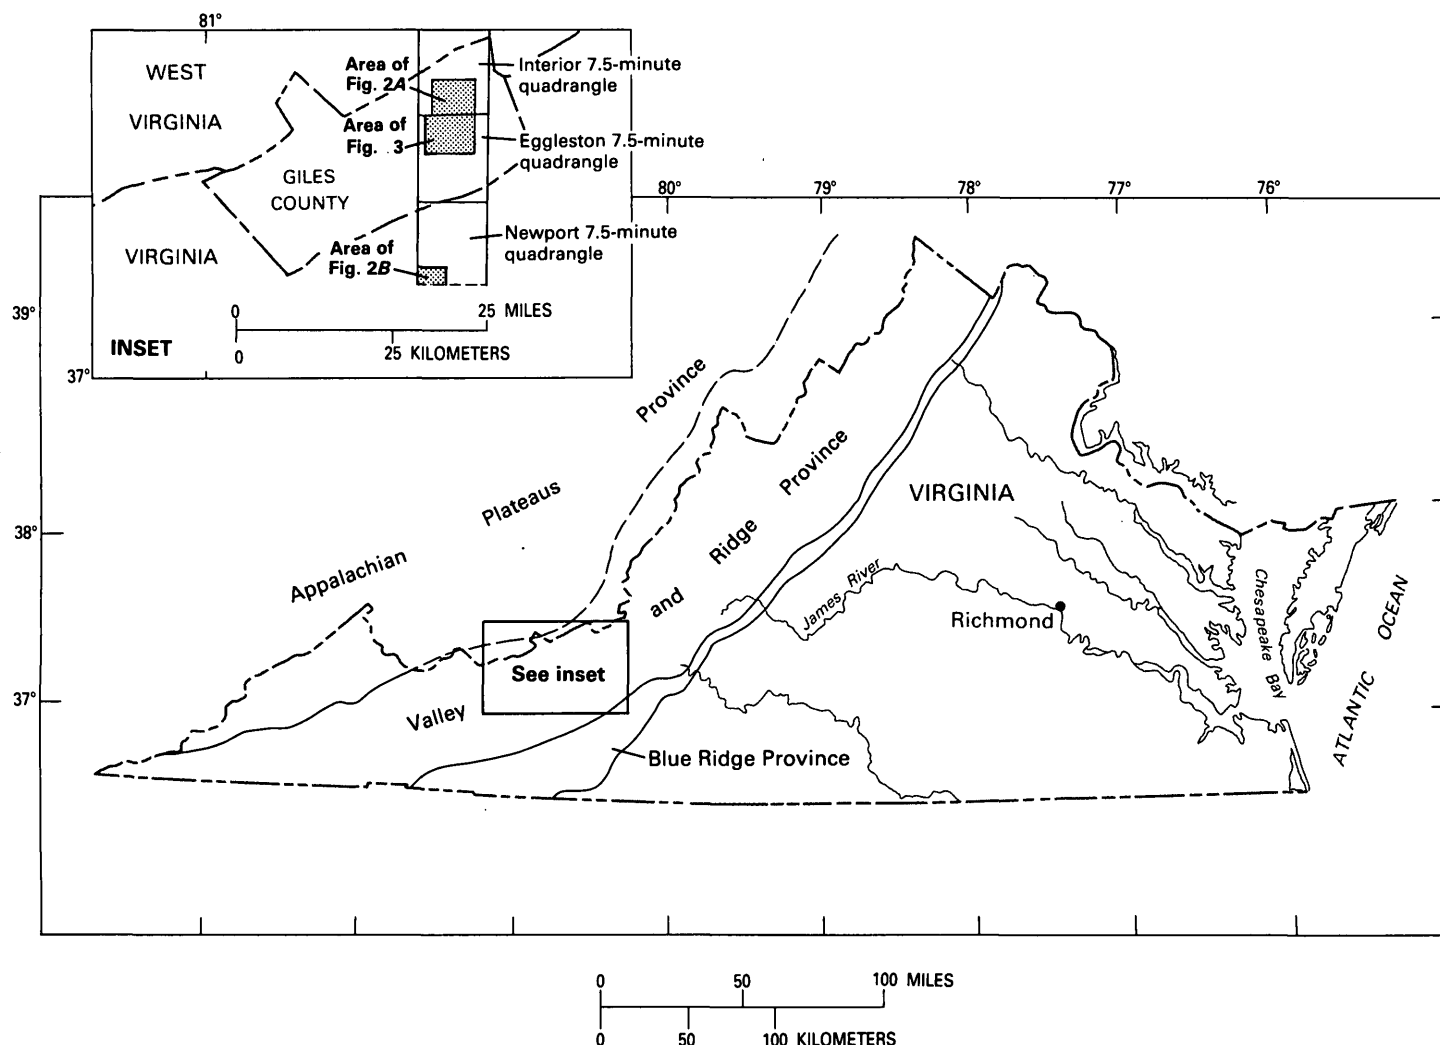 81°
WEST
VIRGINIA
Area of
Fig. 2A
Interior 7.5-minute
quadrangle
Area of
Fig. 3
Eggleston 7.5-minute
quadrangle
GILES
COUNTY
VIRGINIA
Area of
Fig. 2B
Newport 7.5-minute
quadrangle
0 25 MILES
0 25 KILOMETERS
INSET
37°
80° 79° 78° 77° 76°
39°
38°
37°
Appalachian Plateaus Province
Valley and Ridge Province
See inset
Blue Ridge Province
VIRGINIA
James River
Richmond
Chesapeake Bay
ATLANTIC OCEAN
0 50 100 MILES
0 50 100 KILOMETERS